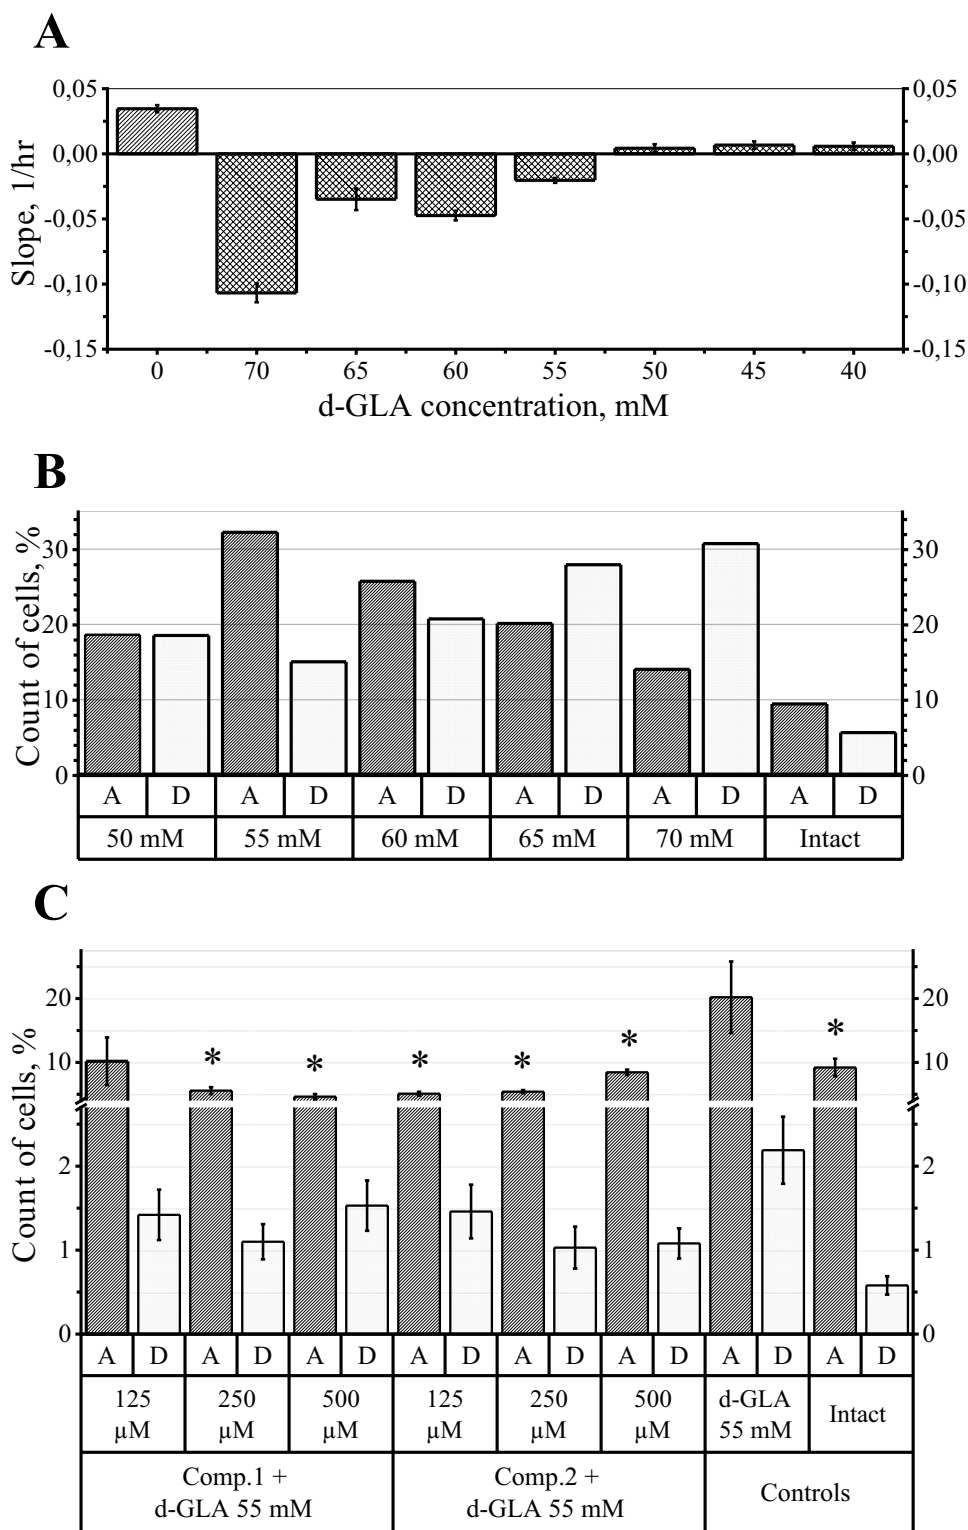 A
0,05 0,05
0,00 0,00
-0,05 -0,05
-0,10 -0,10
-0,15 -0,15
Slope, 1/hr
0 70 65 60 55 50 45 40
d-GLA concentration, mM
B
30 30
20 20
10 10
0 0
Count of cells, %
A D A D A D A D A D A D
50 mM 55 mM 60 mM 65 mM 70 mM Intact
C
20 20
* * * * * *
10 10
2 2
1 1
0 0
Count of cells, %
A D A D A D A D A D A D A D A D
125 250 500 125 250 500 d-GLA Intact
µM µM µM µM µM µM 55 mM
Comp.1 + Comp.2 + Controls
d-GLA 55 mM d-GLA 55 mM